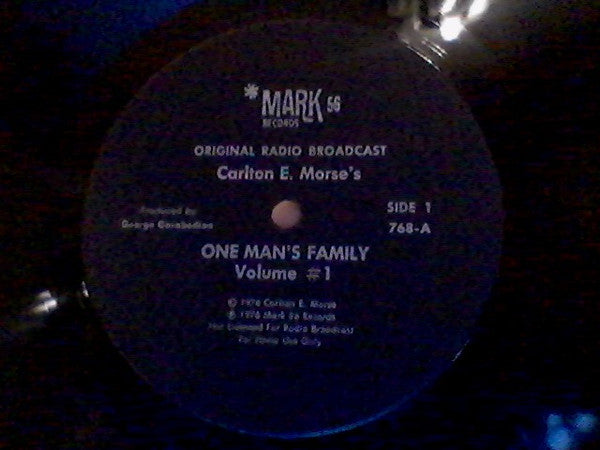 *MARK 56
RECORDS
ORIGINAL RADIO BROADCAST
Carlton E. Morse's
Produced by
George Garabedian
SIDE 1
768-A
ONE MAN'S FAMILY
Volume #1
© 1976 Carlton E. Morse
℗ 1976 Mark 56 Records
Not Licensed For Radio Broadcast
For Home Use Only